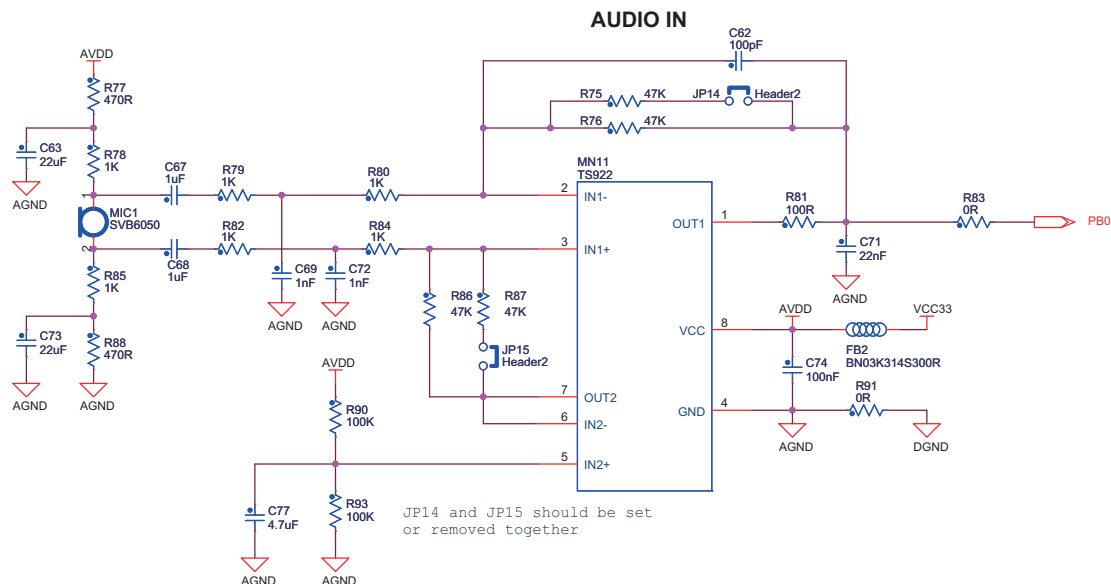 AUDIO IN
C62
100pF
AVDD
R77
470R
R75
47K
JP14
Header2
R76
47K
C63
22uF
R78
1K
AGND
MN11
TS922
C67
1uF
R79
1K
R80
1K
1
2
IN1-
MIC1
SVB6050
OUT1
1
R81
100R
R83
0R
PB0
2
C68
1uF
R82
1K
R84
1K
3
IN1+
C71
22nF
AGND
R85
1K
C69
1nF
C72
1nF
AGND
AGND
R86
47K
R87
47K
AVDD
VCC33
VCC
8
FB2
BN03K314S300R
C73
22uF
R88
470R
JP15
Header2
C74
100nF
AGND
AGND
AVDD
R91
0R
7
OUT2
GND
4
R90
100K
6
IN2-
AGND
DGND
5
IN2+
C77
4.7uF
R93
100K
JP14 and JP15 should be set
or removed together
AGND
AGND